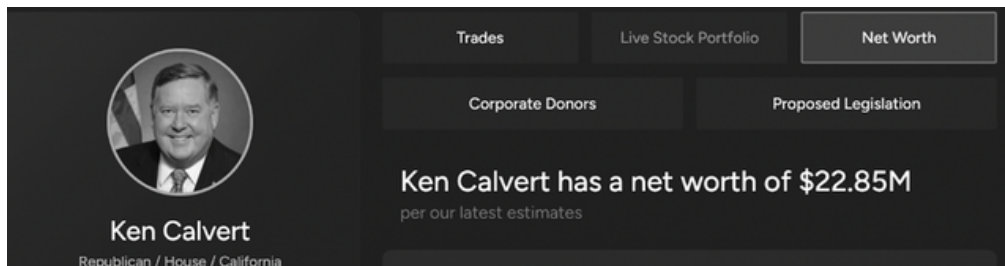 Trades
Live Stock Portfolio
Net Worth
Corporate Donors
Proposed Legislation
Ken Calvert has a net worth of $22.85M
per our latest estimates
Ken Calvert
Republican / House / California